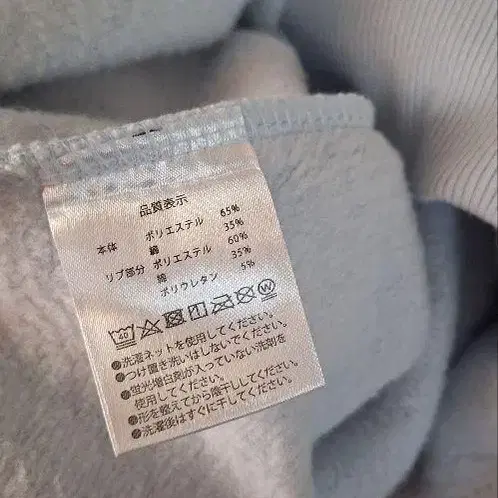 品質表示
本体 ポリエステル 65%
綿 35%
リブ部分 ポリエステル 60%
綿 35%
ポリウレタン 5%
40 W
●洗濯ネットを使用してください。
●つけ置き洗いはしないでください。
●蛍光増白剤が入っていない洗剤を
使用してください。
●形を整えてから陰干ししてください。
●洗濯後はすぐに干してください。